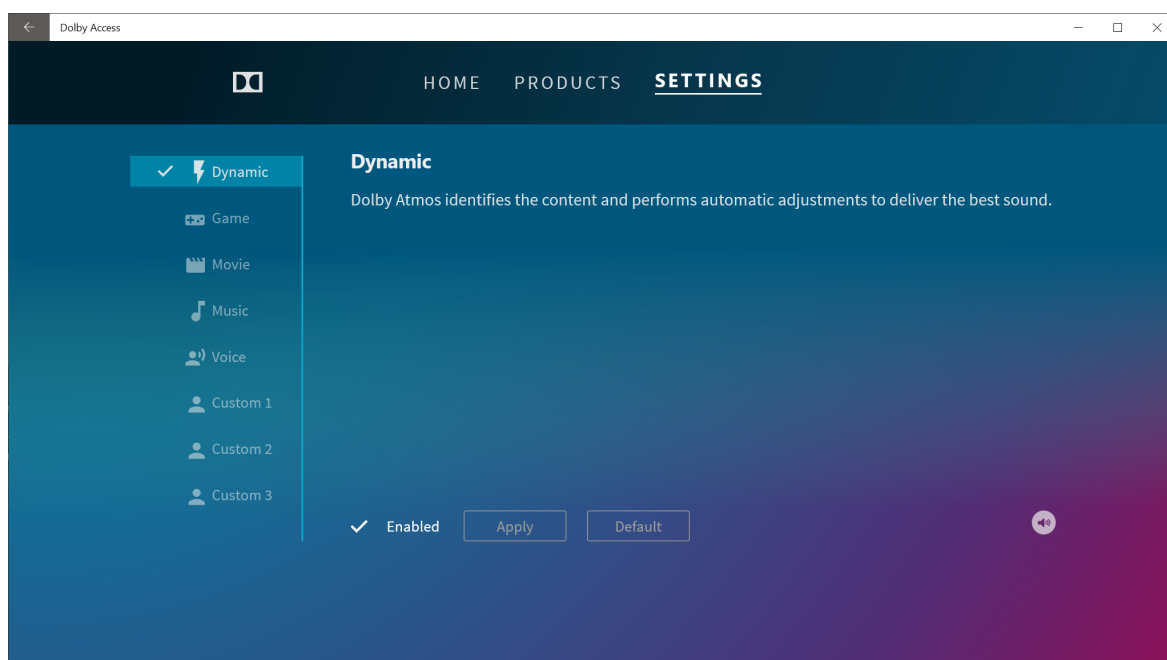 Dolby Access
HOME PRODUCTS SETTINGS
Dynamic
Game
Movie
Music
Voice
Custom 1
Custom 2
Custom 3
Dynamic
Dolby Atmos identifies the content and performs automatic adjustments to deliver the best sound.
Enabled Apply Default